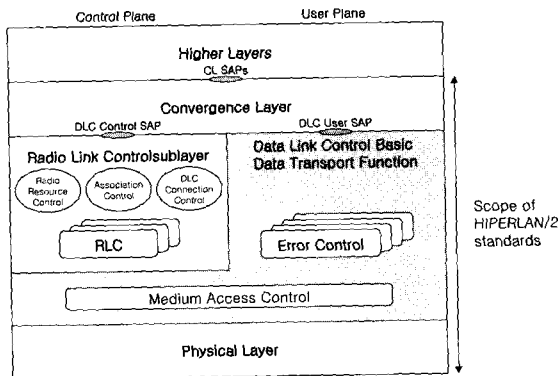 Control Plane
User Plane
Higher Layers
CL SAPs
Convergence Layer
DLC Control SAP
DLC User SAP
Radio Link Controlsublayer
Data Link Control Basic
Data Transport Function
Radio
Resource
Control
Association
Control
DLC
Connection
Control
RLC
Error Control
Scope of
HIPERLAN/2
standards
Medium Access Control
Physical Layer